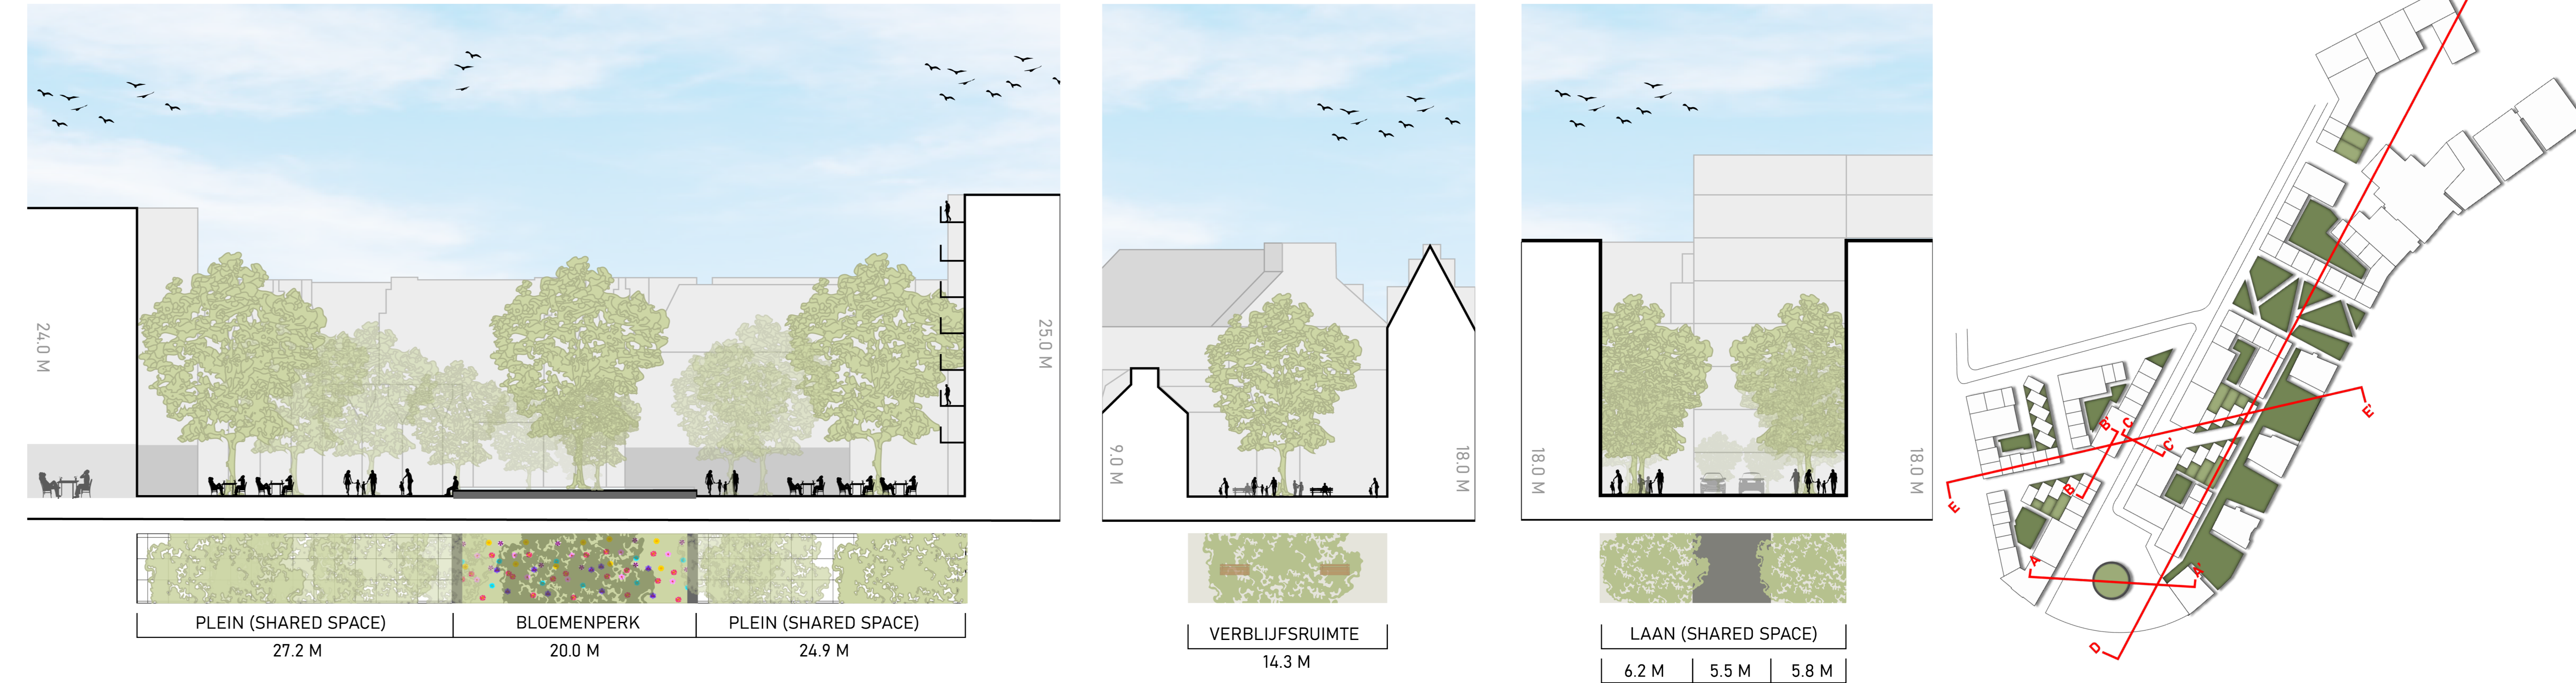 24.0 M
25.0 M
PLEIN (SHARED SPACE)
27.2 M
BLOEMENPERK
20.0 M
PLEIN (SHARED SPACE)
24.9 M
9.0 M
18.0 M
VERBLIJFSRUIMTE
14.3 M
18.0 M
18.0 M
LAAN (SHARED SPACE)
6.2 M
5.5 M
5.8 M
E'
B'
C
C'
E
B
A
A'
D